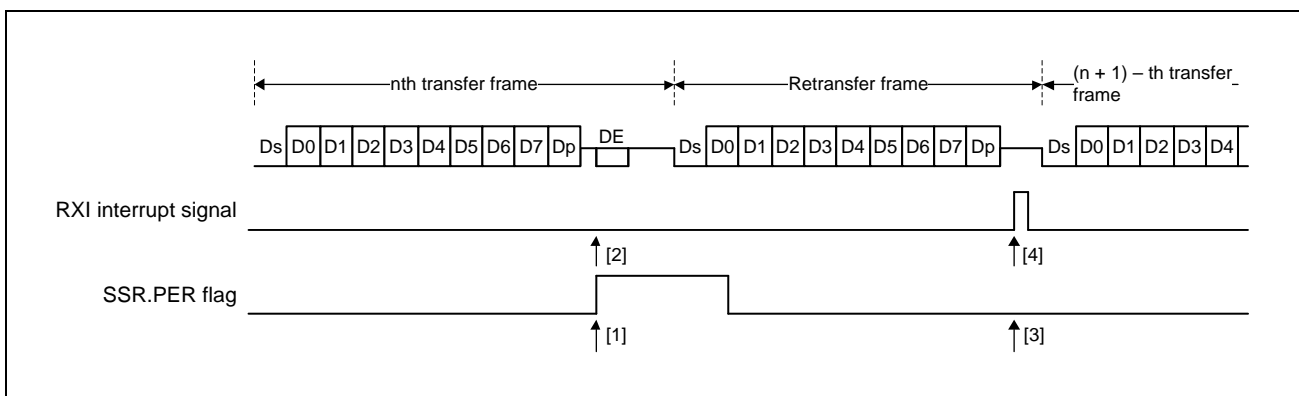 nth transfer frame
Retransfer frame
(n + 1) – th transfer
frame
Ds D0 D1 D2 D3 D4 D5 D6 D7 Dp DE Ds D0 D1 D2 D3 D4 D5 D6 D7 Dp Ds D0 D1 D2 D3 D4
RXI interrupt signal
[2] [4]
SSR.PER flag
[1] [3]